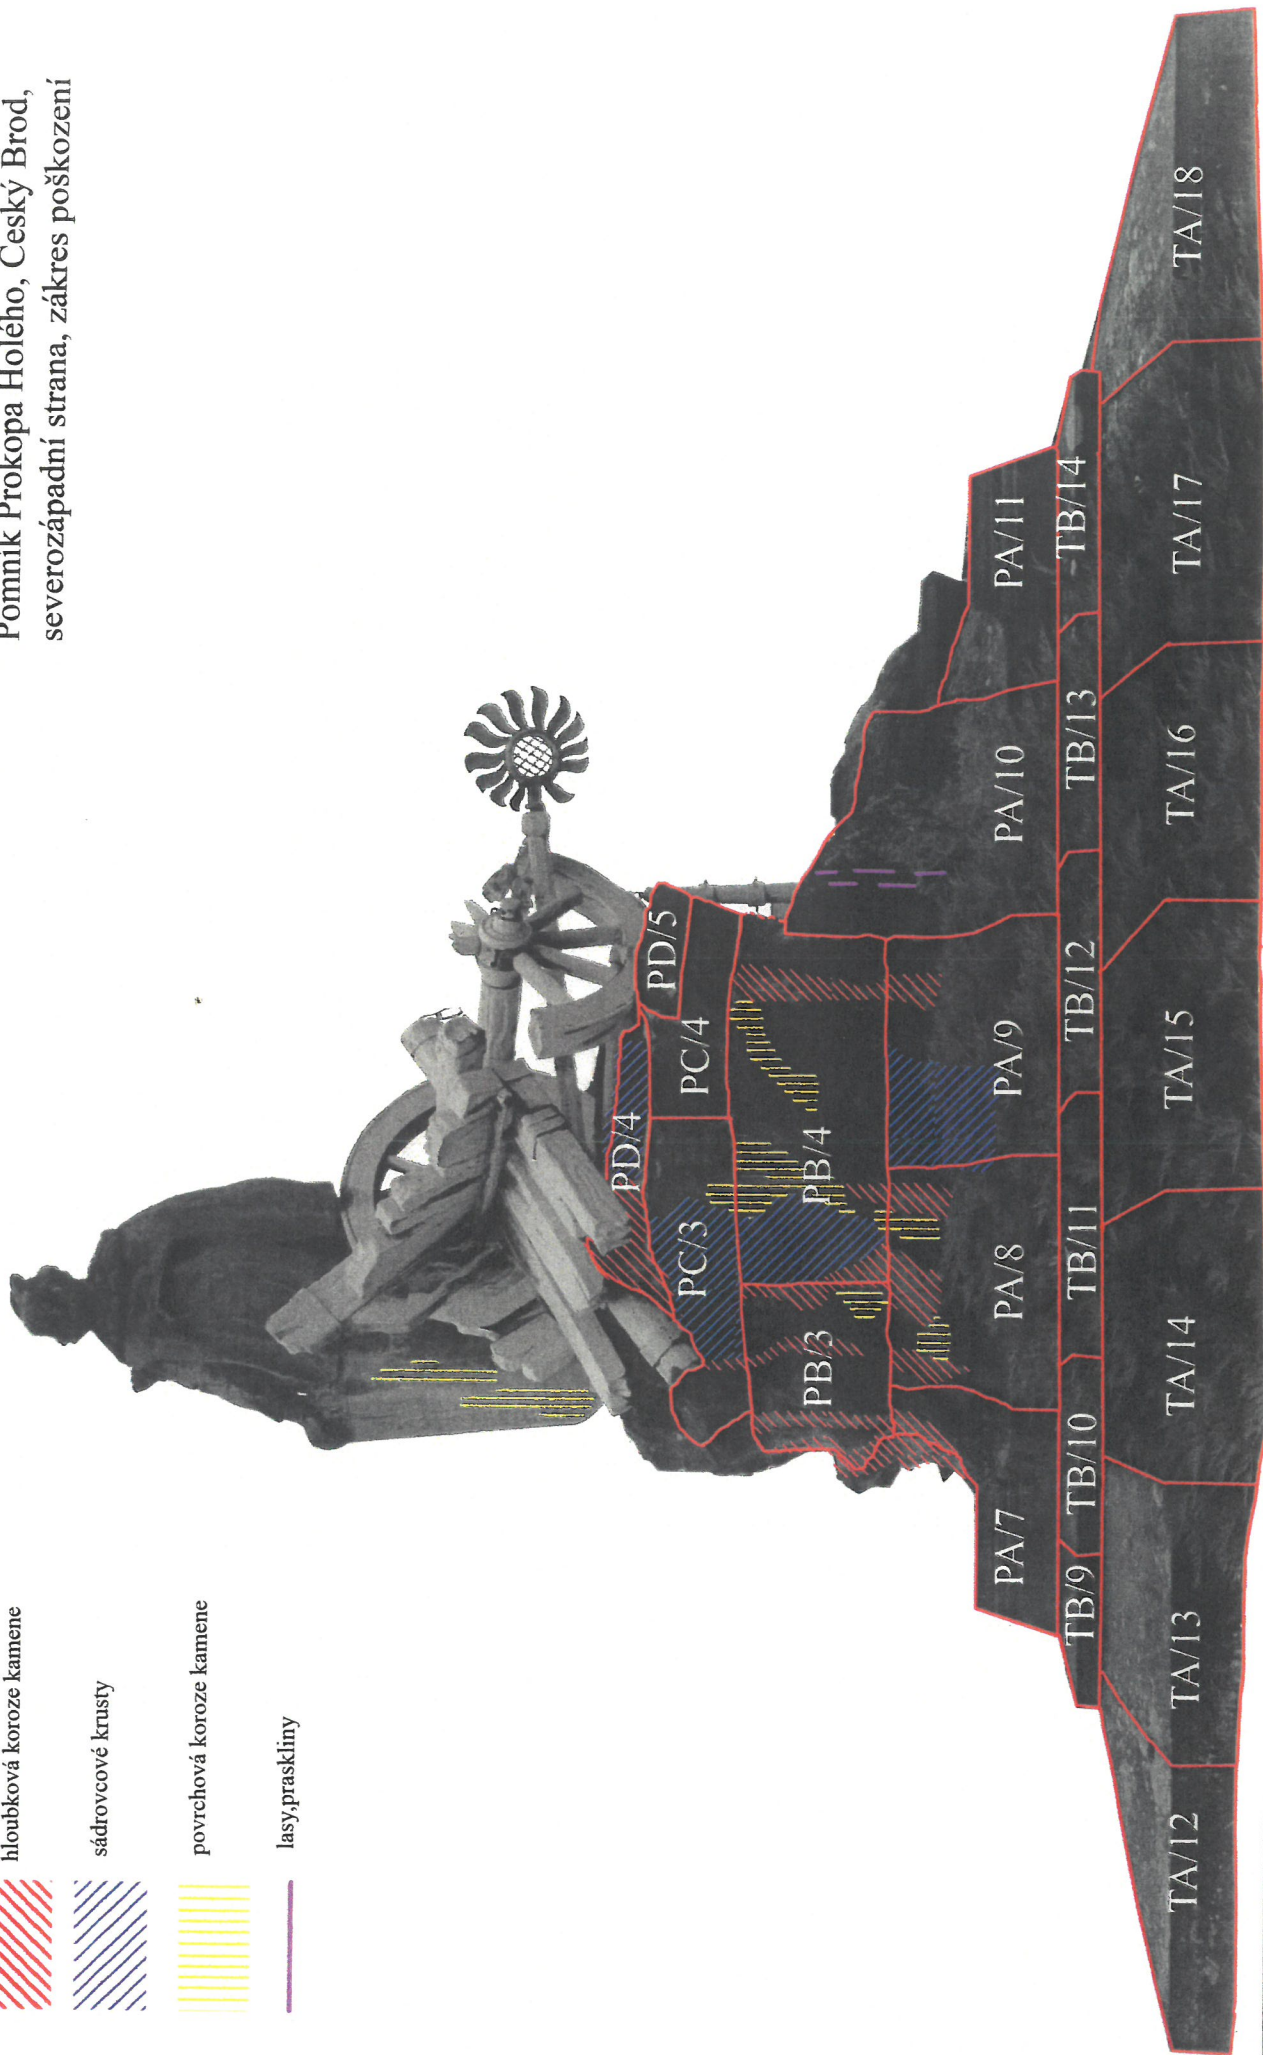 Pomník Prokopa Holého, Český Brod,
severozápadní strana, zákres poškození
hloubková koroze kamene
sádrovcové krusty
povrchová koroze kamene
lasy,praskliny
PD/4
PD/5
PC/3
PC/4
PB/3
PB/4
PA/7
PA/8
PA/9
PA/10
PA/11
TB/9
TB/10
TB/11
TB/12
TB/13
TB/14
TA/12
TA/13
TA/14
TA/15
TA/16
TA/17
TA/18